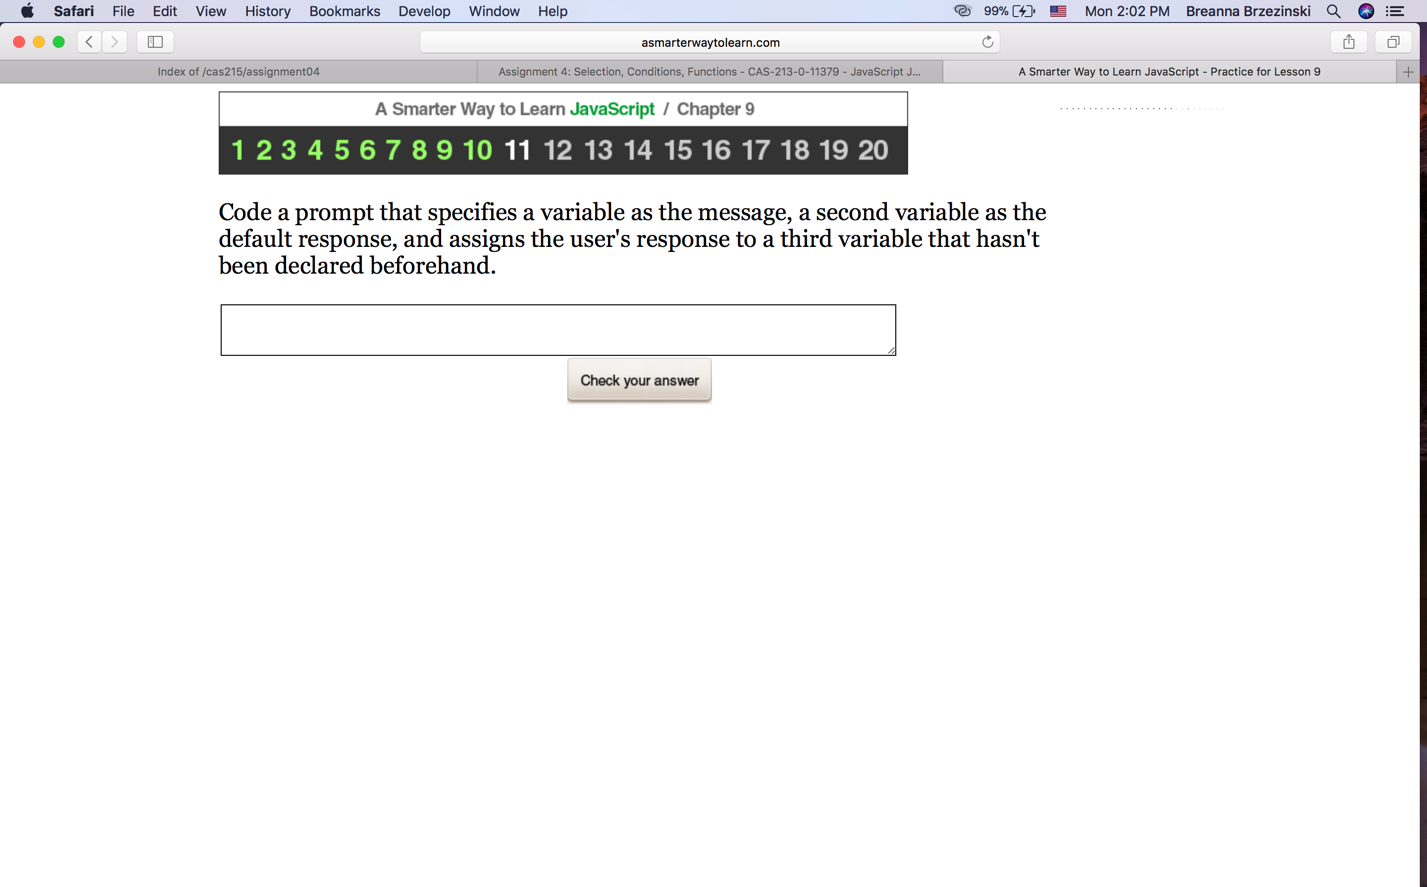 Safari File Edit View History Bookmarks Develop Window Help 99% Mon 2:02 PM Breanna Brzezinski
asmarterwaytolearn.com
Index of /cas215/assignment04 Assignment 4: Selection, Conditions, Functions - CAS-213-0-11379 - JavaScript J... A Smarter Way to Learn JavaScript - Practice for Lesson 9
A Smarter Way to Learn JavaScript / Chapter 9
1 2 3 4 5 6 7 8 9 10 11 12 13 14 15 16 17 18 19 20
Code a prompt that specifies a variable as the message, a second variable as the
default response, and assigns the user's response to a third variable that hasn't
been declared beforehand.
Check your answer